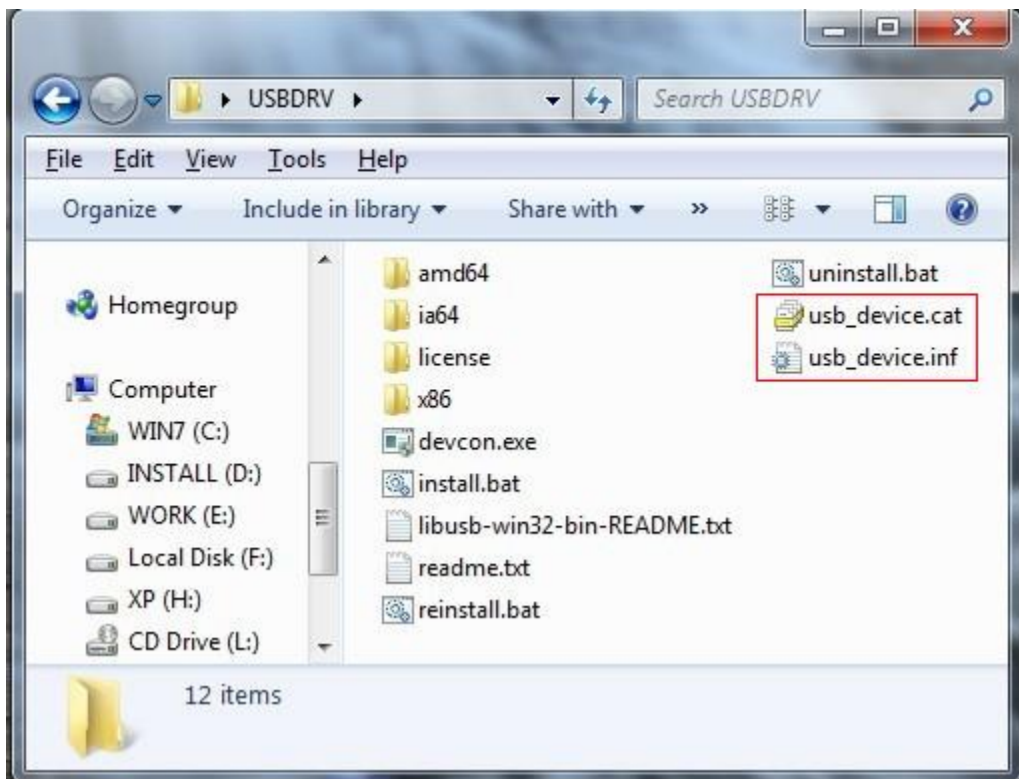 USBDRV
Search USBDRV
File Edit View Tools Help
Organize Include in library Share with »
Homegroup
Computer
WIN7 (C:)
INSTALL (D:)
WORK (E:)
Local Disk (F:)
XP (H:)
CD Drive (L:)
amd64
ia64
license
x86
devcon.exe
install.bat
libusb-win32-bin-README.txt
readme.txt
reinstall.bat
uninstall.bat
usb_device.cat
usb_device.inf
12 items